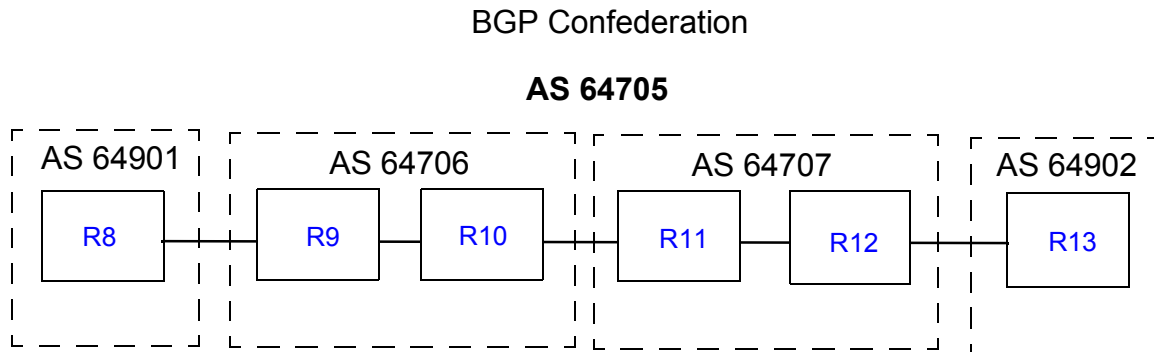 BGP Confederation
AS 64705
AS 64901
AS 64706
AS 64707
AS 64902
R8
R9
R10
R11
R12
R13